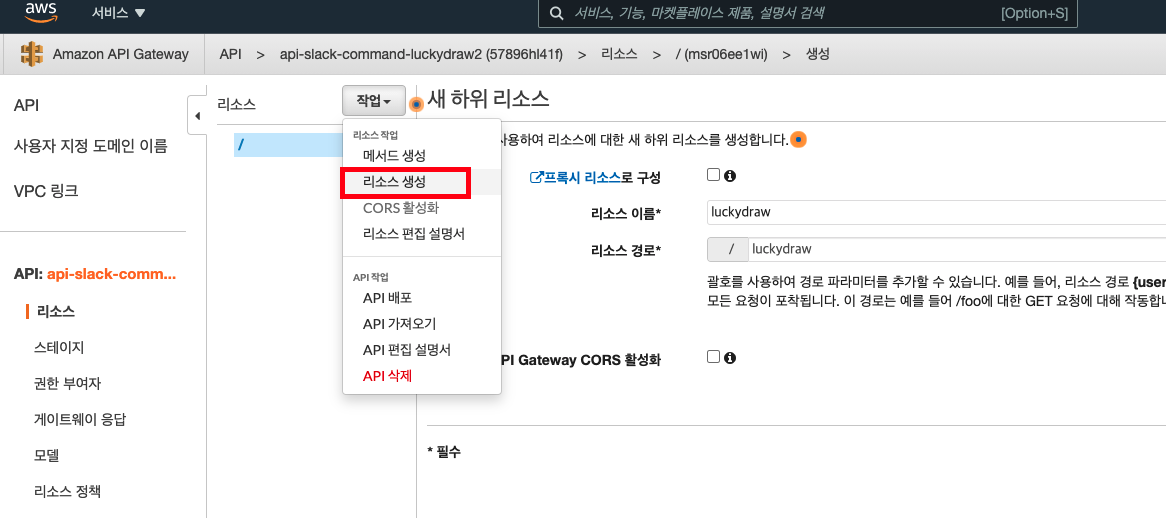 aws
서비스 ▼
서비스, 기능, 마켓플레이스 제품, 설명서 검색
[Option+S]
Amazon API Gateway
API > api-slack-command-luckydraw2 (57896hl41f) > 리소스 > / (msr06ee1wi) > 생성
API
사용자 지정 도메인 이름
VPC 링크
API: api-slack-comm...
리소스
스테이지
권한 부여자
게이트웨이 응답
모델
리소스 정책
리소스
작업
/
리소스 작업
메서드 생성
리소스 생성
CORS 활성화
리소스 편집 설명서
API 작업
API 배포
API 가져오기
API 편집 설명서
API 삭제
새 하위 리소스
사용하여 리소스에 대한 새 하위 리소스를 생성합니다.
프록시 리소스로 구성
리소스 이름*
luckydraw
리소스 경로*
/ luckydraw
괄호를 사용하여 경로 파라미터를 추가할 수 있습니다. 예를 들어, 리소스 경로 {user
모든 요청이 포착됩니다. 이 경로는 예를 들어 /foo에 대한 GET 요청에 대해 작동합니
PI Gateway CORS 활성화
* 필수